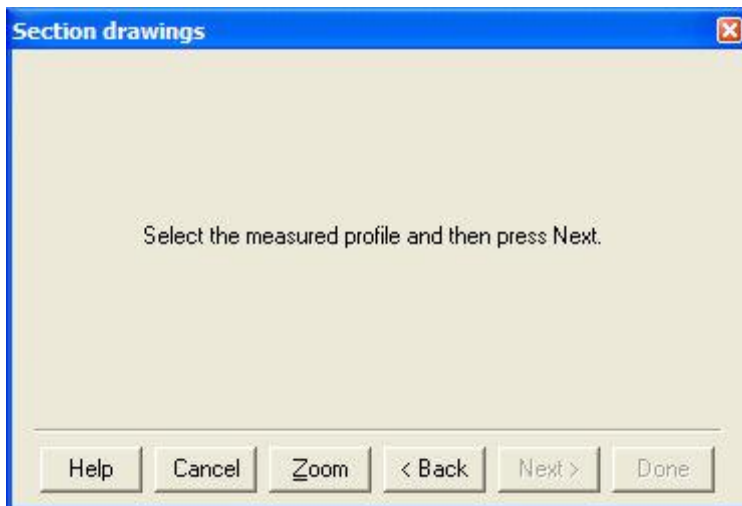 Section drawings
Select the measured profile and then press Next.
Help Cancel Zoom < Back Next > Done